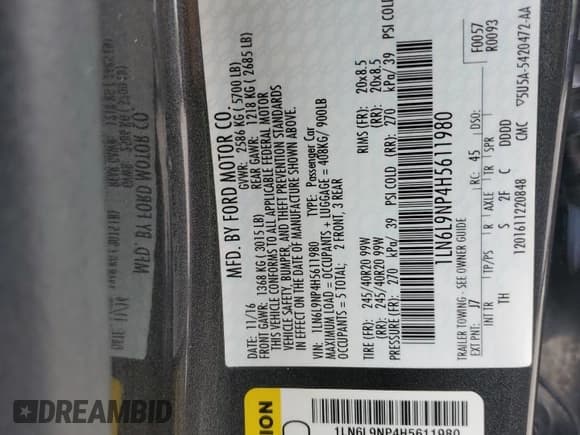 MFD. BY FORD MOTOR CO.
DATE: 11/16 GVWR: 2586 KG ( 5700 LB)
FRONT GAWR: 1368 KG ( 3015 LB) REAR GAWR: 1218 KG ( 2685 LB)
THIS VEHICLE CONFORMS TO ALL APPLICABLE FEDERAL MOTOR
VEHICLE SAFETY, BUMPER, AND THEFT PREVENTION STANDARDS
IN EFFECT ON THE DATE OF MANUFACTURE SHOWN ABOVE.
VIN: 1LN6L9NP4H5611980 TYPE: Passenger Car
MAXIMUM LOAD = OCCUPANTS + LUGGAGE = 408KG/ 900LB
OCCUPANTS = 5 TOTAL; 2 FRONT, 3 REAR
TIRE (FR): 245/40R20 99W RIMS (FR): 20x8.5
TIRE (RR): 245/40R20 99W RIMS (RR): 20x8.5
PRESSURE (FR): 270 kPa/ 39 PSI COLD (RR): 270 kPa/ 39 PSI COLD
1LN6L9NP4H5611980
TRAILER TOWING - SEE OWNER GUIDE F0057
EXT PNT: J7 RC: 45 DSO: R0093
INT TR TP/PS R AXLE TR SPR
TH S 2F C DDDD
1201611220848 CMC ▽5U5A-5420472-AA
ION
1LN6L9NP4H5611980
DREAMBID